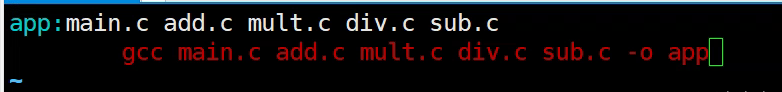 app:main.c add.c mult.c div.c sub.c
gcc main.c add.c mult.c div.c sub.c -o app
~